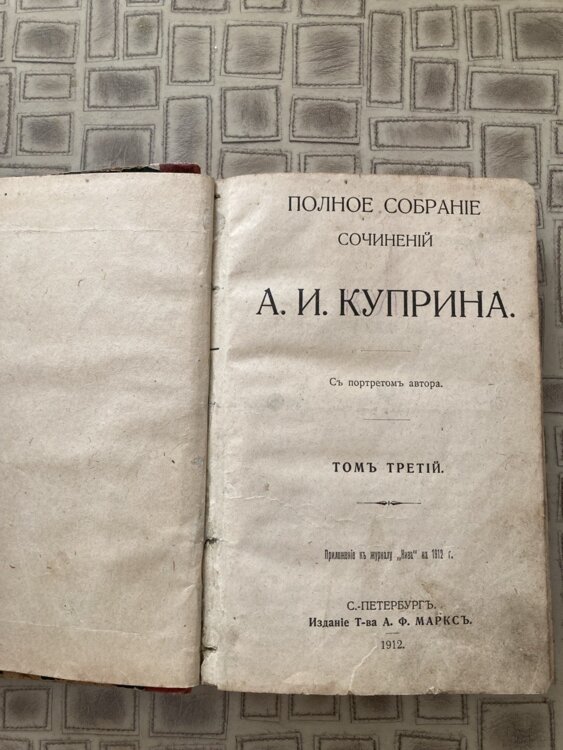 ПОЛНОЕ СОБРАНІЕ
СОЧИНЕНІЙ
А. И. КУПРИНА.
Съ портретомъ автора.
ТОМЪ ТРЕТІЙ.
Приложеніе къ журналу „Нива" на 1912 г.
С.-ПЕТЕРБУРГЪ.
Изданіе Т-ва А. Ф. МАРКСЪ.
1912.